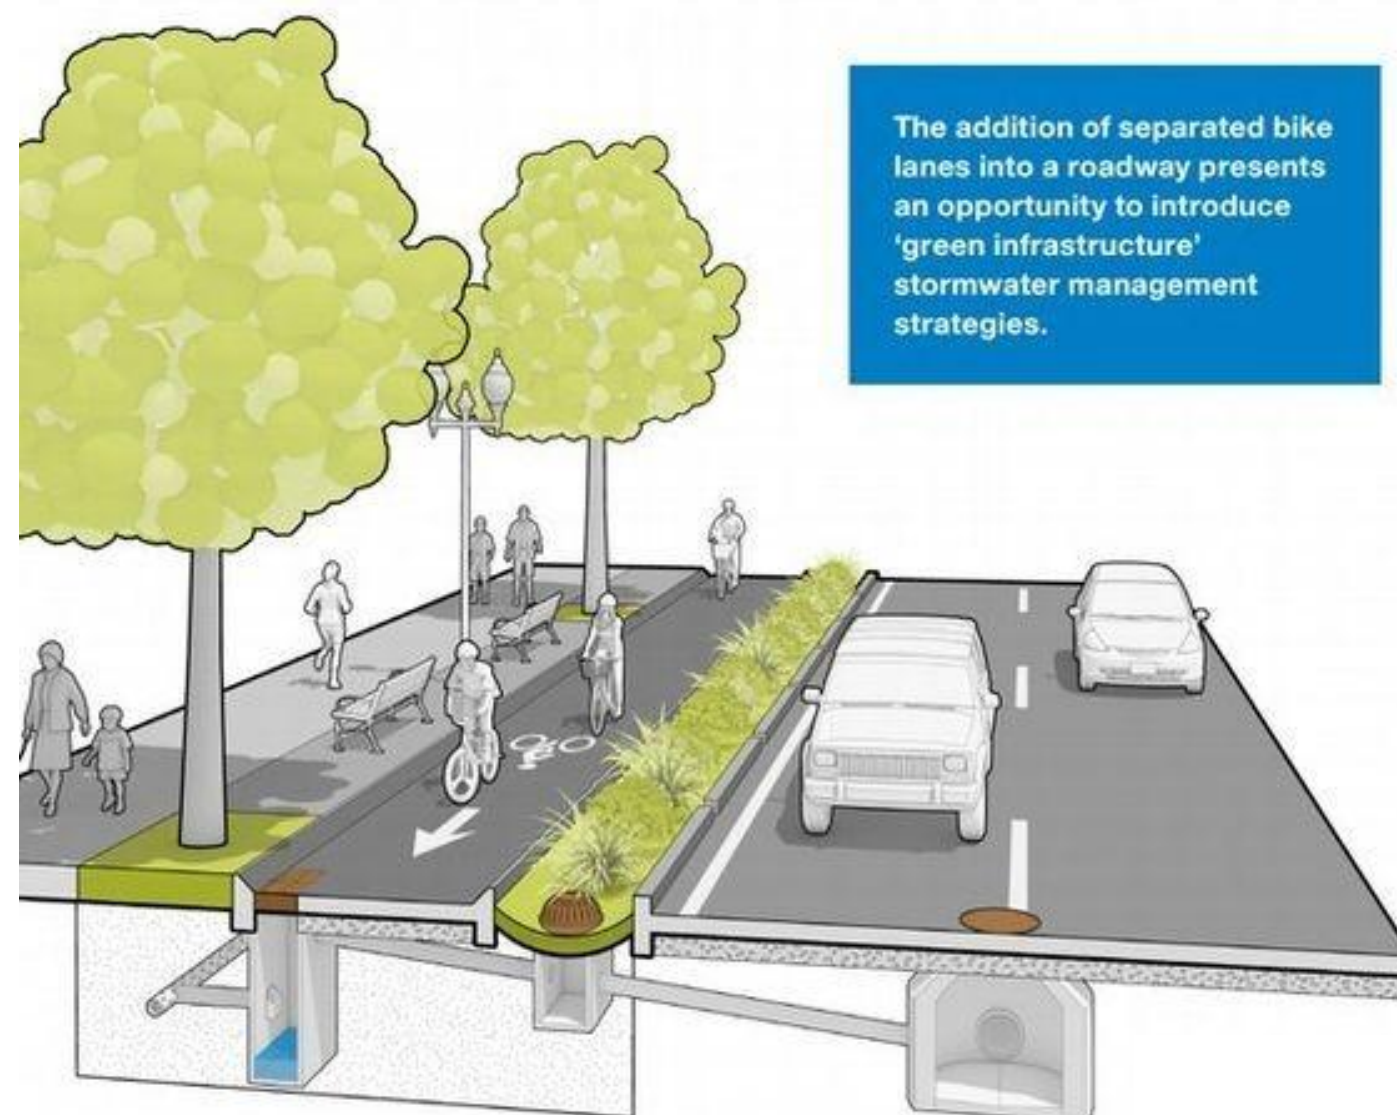 The addition of separated bike
lanes into a roadway presents
an opportunity to introduce
‘green infrastructure’
stormwater management
strategies.